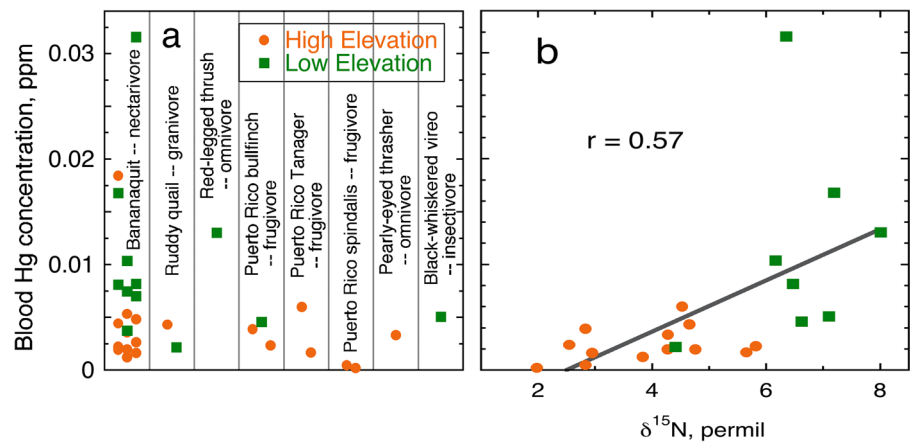 Blood Hg concentration, ppm
0.03
0.02
0.01
0
a
High Elevation
Low Elevation
Bananaquit -- nectarivore
Ruddy quail -- granivore
Red-legged thrush
-- omnivore
Puerto Rico bullfinch
-- frugivore
Puerto Rico Tanager
-- frugivore
Puerto Rico spindalis -- frugivore
Pearly-eyed thrasher
-- omnivore
Black-whiskered vireo
-- insectivore
b
r = 0.57
2 4 6 8
δ¹⁵N, permil